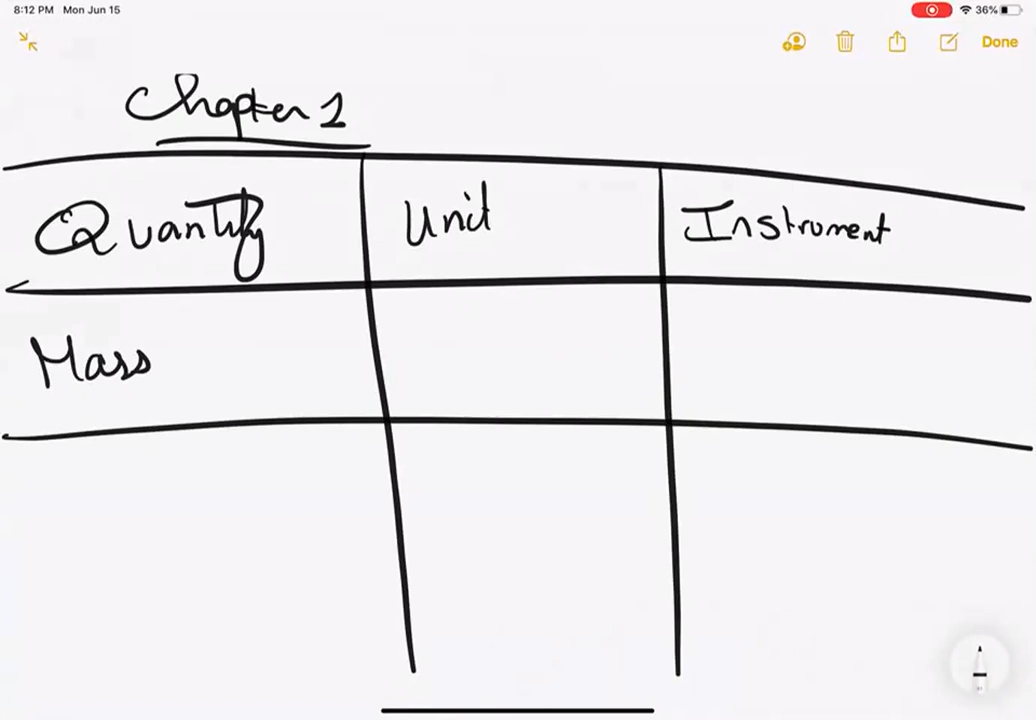 8:12 PM Mon Jun 15 36%
Done
Chapter 1
Quantity Unit Instrument
Mass